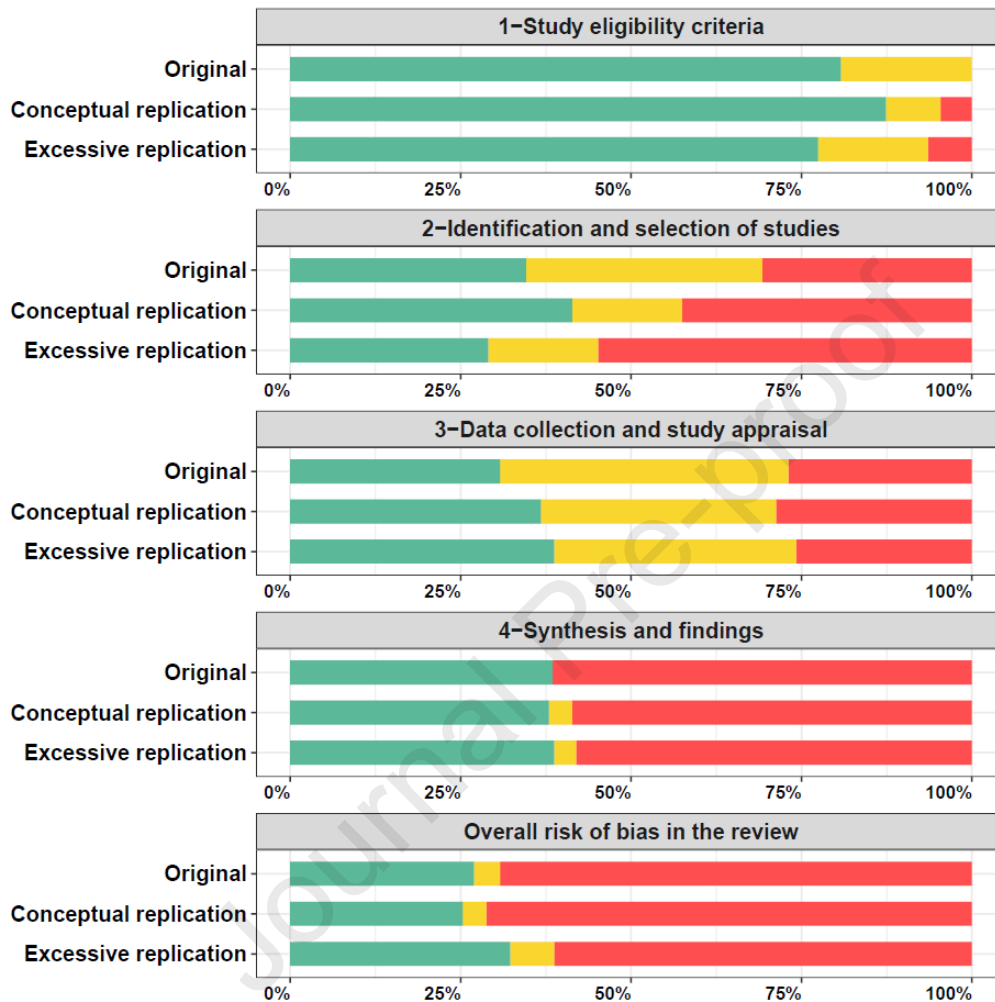 1−Study eligibility criteria
Original
Conceptual replication
Excessive replication
0% 25% 50% 75% 100%
2−Identification and selection of studies
Original
Conceptual replication
Excessive replication
0% 25% 50% 75% 100%
3−Data collection and study appraisal
Original
Conceptual replication
Excessive replication
0% 25% 50% 75% 100%
4−Synthesis and findings
Original
Conceptual replication
Excessive replication
0% 25% 50% 75% 100%
Overall risk of bias in the review
Original
Conceptual replication
Excessive replication
0% 25% 50% 75% 100%
Journal Pre-proof